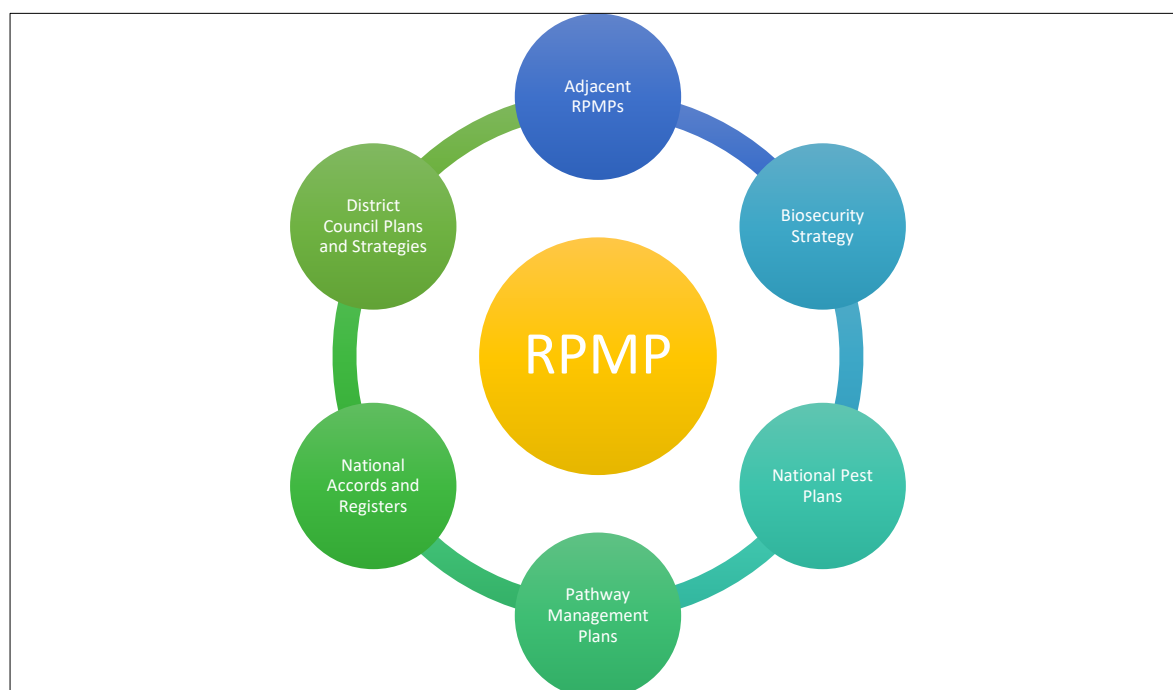 Adjacent
RPMPs
Biosecurity
Strategy
National Pest
Plans
Pathway
Management
Plans
National
Accords and
Registers
District
Council Plans
and Strategies
RPMP